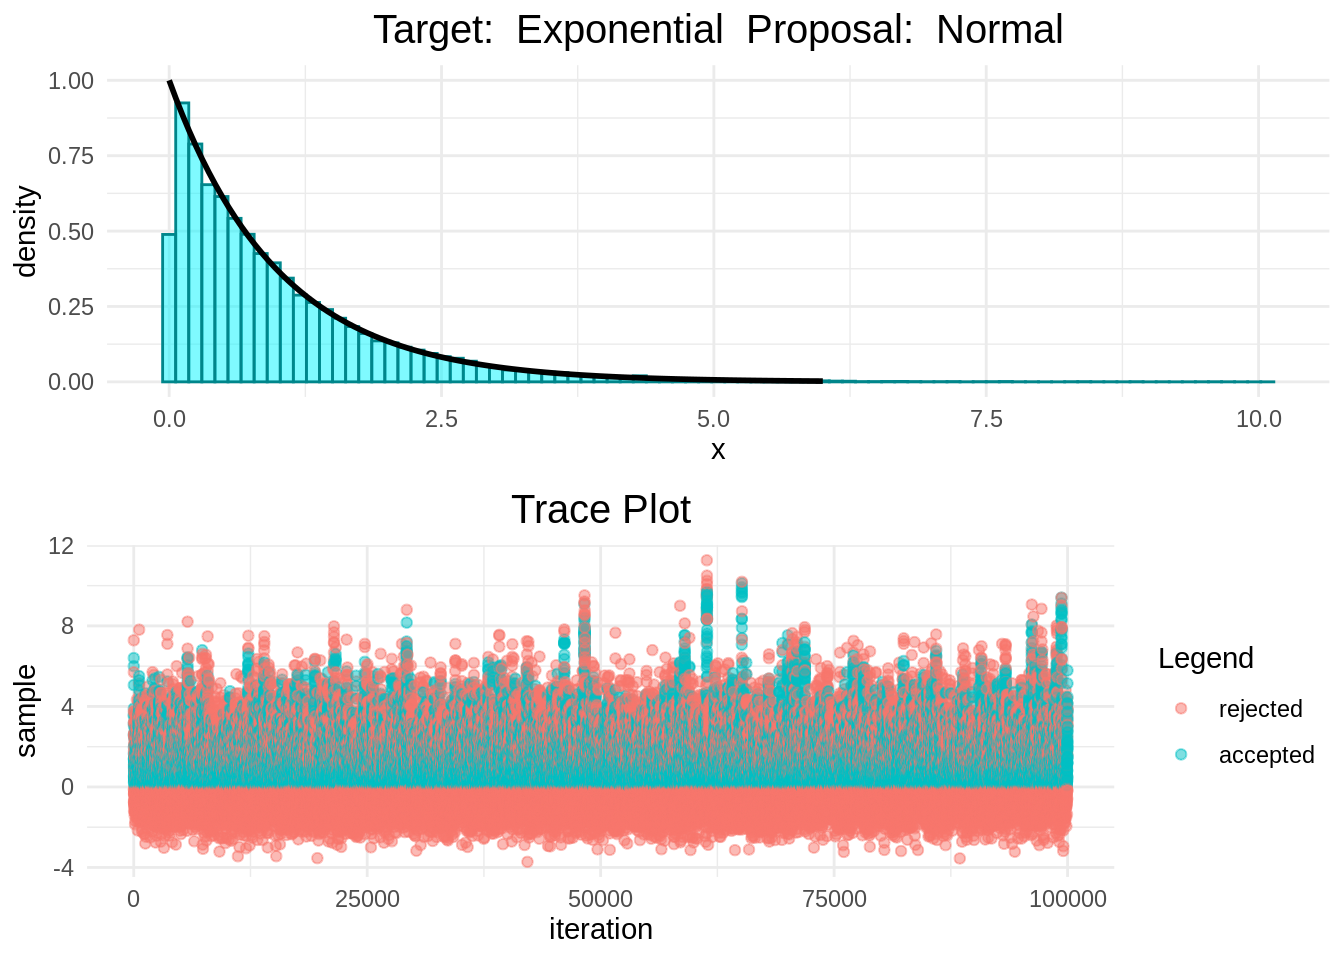 Target:  Exponential  Proposal:  Normal
1.00
0.75
0.50
0.25
0.00
density
0.0 2.5 5.0 7.5 10.0
x
Trace Plot
12
8
4
0
-4
sample
0 25000 50000 75000 100000
iteration
Legend
rejected
accepted